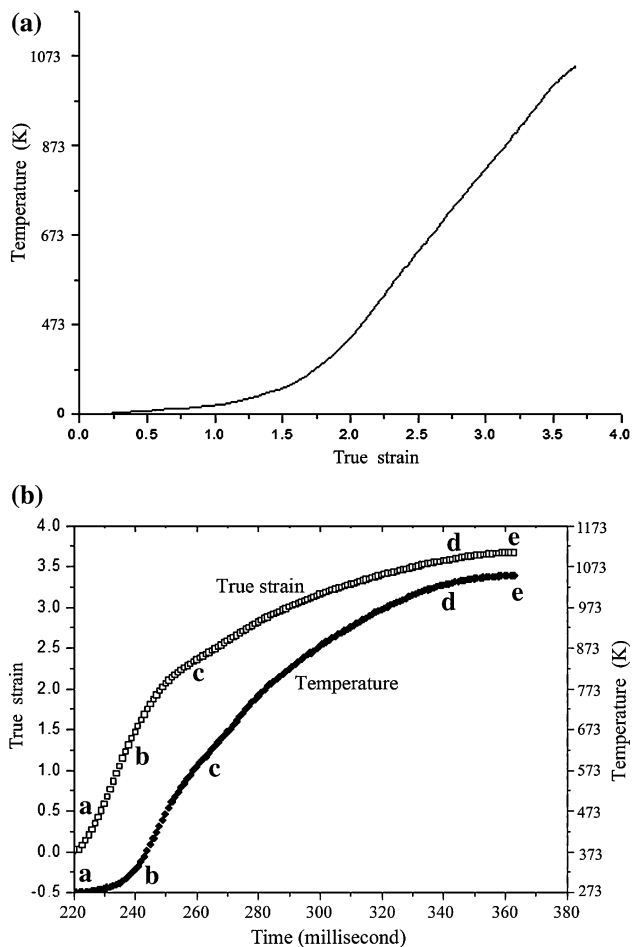 (a)
Temperature (K)
1073
873
673
473
0
0.0 0.5 1.0 1.5 2.0 2.5 3.0 3.5 4.0
True strain
(b)
True strain
4.0
3.5
3.0
2.5
2.0
1.5
1.0
0.5
0.0
-0.5
a
b
c
d
e
True strain
a
b
c
d
e
Temperature
1173
1073
973
873
773
673
573
473
373
273
Temperature (K)
220 240 260 280 300 320 340 360 380
Time (millisecond)